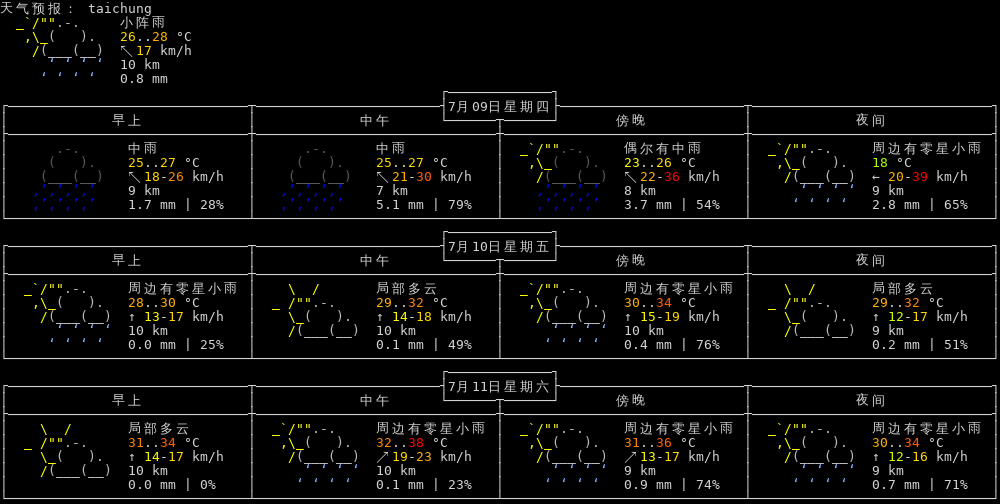 天气预报： taichung
小阵雨
26..28 °C
↖17 km/h
10 km
0.8 mm
7月09日星期四
早上 中午 傍晚 夜间
中雨 中雨 偶尔有中雨 周边有零星小雨
25..27 °C 25..27 °C 23..26 °C 18 °C
↖18-26 km/h ↖21-30 km/h ↖22-36 km/h ← 20-39 km/h
9 km 7 km 8 km 9 km
1.7 mm | 28% 5.1 mm | 79% 3.7 mm | 54% 2.8 mm | 65%
7月10日星期五
早上 中午 傍晚 夜间
周边有零星小雨 局部多云 周边有零星小雨 局部多云
28..30 °C 29..32 °C 30..34 °C 29..32 °C
↑ 13-17 km/h ↑ 14-18 km/h ↑ 15-19 km/h ↑ 12-17 km/h
10 km 10 km 10 km 9 km
0.0 mm | 25% 0.1 mm | 49% 0.4 mm | 76% 0.2 mm | 51%
7月11日星期六
早上 中午 傍晚 夜间
局部多云 周边有零星小雨 周边有零星小雨 周边有零星小雨
31..34 °C 32..38 °C 31..36 °C 30..34 °C
↑ 14-17 km/h ↗19-23 km/h ↗13-17 km/h ↑ 12-16 km/h
10 km 10 km 9 km 9 km
0.0 mm | 0% 0.1 mm | 23% 0.9 mm | 74% 0.7 mm | 71%